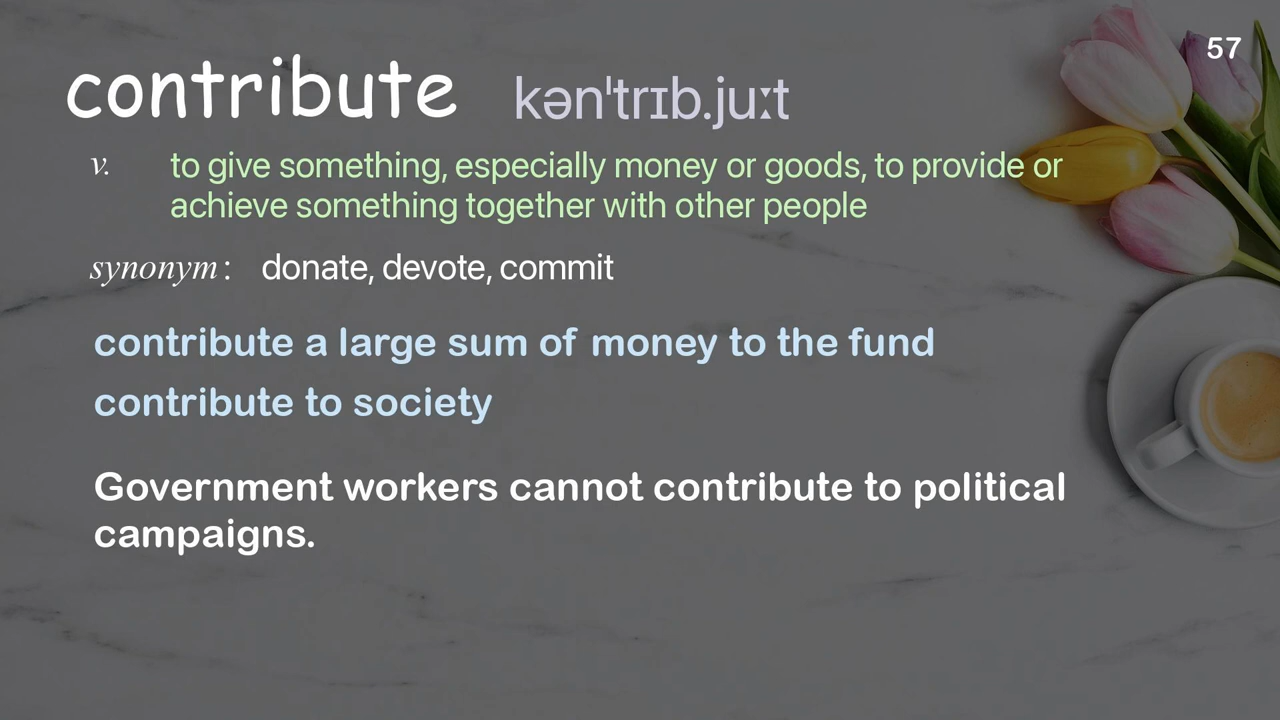 57
contribute kən'trɪb.juːt
v. to give something, especially money or goods, to provide or
achieve something together with other people
synonym: donate, devote, commit
contribute a large sum of money to the fund
contribute to society
Government workers cannot contribute to political
campaigns.